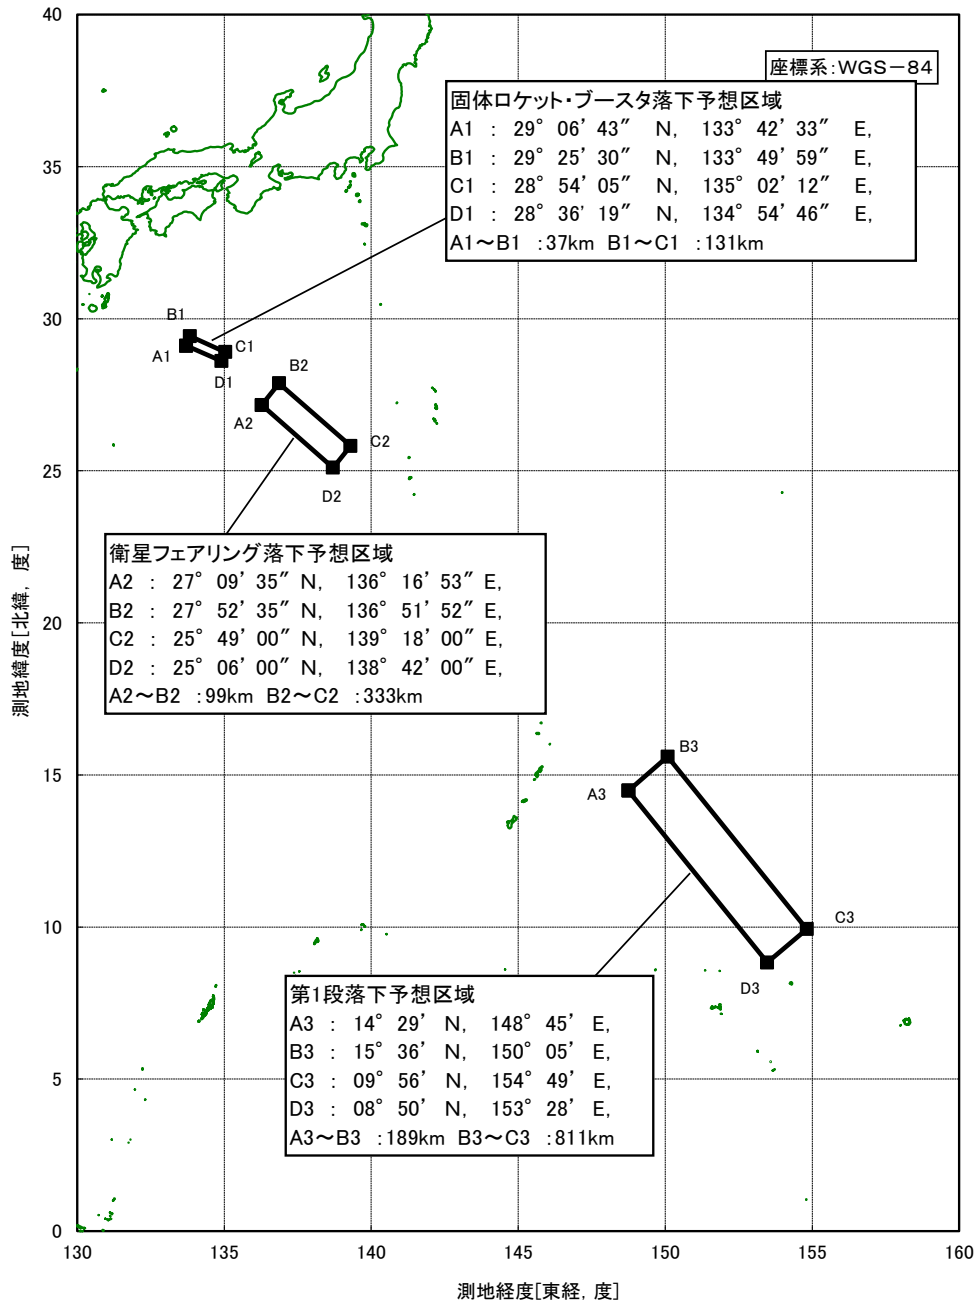 40
座標系:WGS－84
固体ロケット・ブースタ落下予想区域
A1 : 29° 06′ 43″ N, 133° 42′ 33″ E,
B1 : 29° 25′ 30″ N, 133° 49′ 59″ E,
C1 : 28° 54′ 05″ N, 135° 02′ 12″ E,
D1 : 28° 36′ 19″ N, 134° 54′ 46″ E,
A1～B1 :37km B1～C1 :131km
35
30
B1
A1
C1
D1
B2
A2
C2
D2
25
衛星フェアリング落下予想区域
A2 : 27° 09′ 35″ N, 136° 16′ 53″ E,
B2 : 27° 52′ 35″ N, 136° 51′ 52″ E,
C2 : 25° 49′ 00″ N, 139° 18′ 00″ E,
D2 : 25° 06′ 00″ N, 138° 42′ 00″ E,
A2～B2 :99km B2～C2 :333km
測地緯度[北緯, 度]
20
15
B3
A3
C3
D3
10
第1段落下予想区域
A3 : 14° 29′ N, 148° 45′ E,
B3 : 15° 36′ N, 150° 05′ E,
C3 : 09° 56′ N, 154° 49′ E,
D3 : 08° 50′ N, 153° 28′ E,
A3～B3 :189km B3～C3 :811km
5
0
130 135 140 145 150 155 160
測地経度[東経, 度]